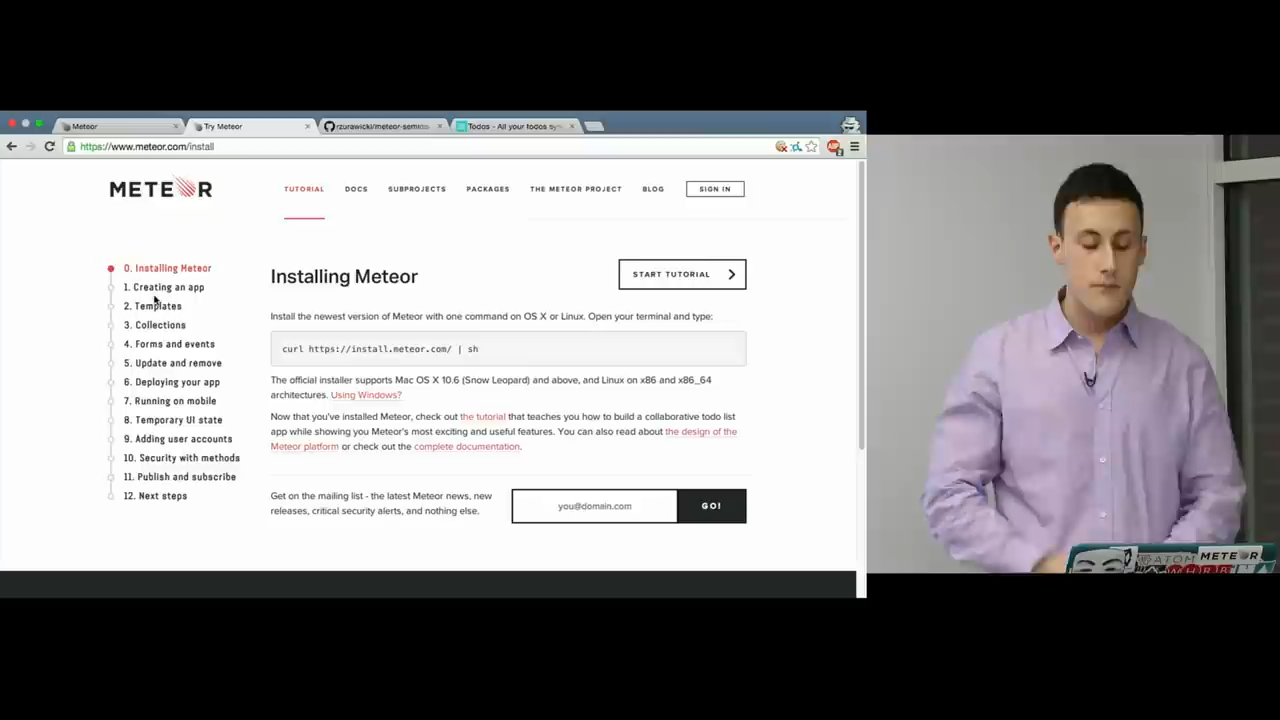 Meteor
Try Meteor
rzurawicki/meteor-semios
Todos - All your todos syn
https://www.meteor.com/install
ABP
METEOR
TUTORIAL
DOCS
SUBPROJECTS
PACKAGES
THE METEOR PROJECT
BLOG
SIGN IN
0. Installing Meteor
1. Creating an app
2. Templates
3. Collections
4. Forms and events
5. Update and remove
6. Deploying your app
7. Running on mobile
8. Temporary UI state
9. Adding user accounts
10. Security with methods
11. Publish and subscribe
12. Next steps
Installing Meteor
START TUTORIAL
Install the newest version of Meteor with one command on OS X or Linux. Open your terminal and type:
curl https://install.meteor.com/ | sh
The official installer supports Mac OS X 10.6 (Snow Leopard) and above, and Linux on x86 and x86_64
architectures. Using Windows?
Now that you've installed Meteor, check out the tutorial that teaches you how to build a collaborative todo list
app while showing you Meteor's most exciting and useful features. You can also read about the design of the
Meteor platform or check out the complete documentation.
Get on the mailing list - the latest Meteor news, new
releases, critical security alerts, and nothing else.
you@domain.com
GO!
ATOM
METEOR
WHRB